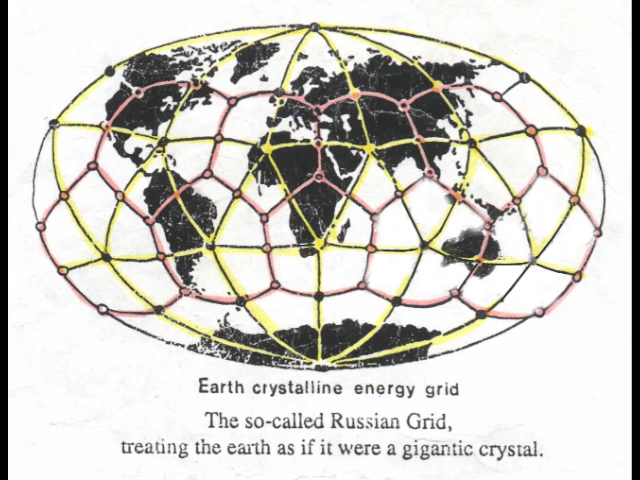 Earth crystalline energy grid
The so-called Russian Grid,
treating the earth as if it were a gigantic crystal.